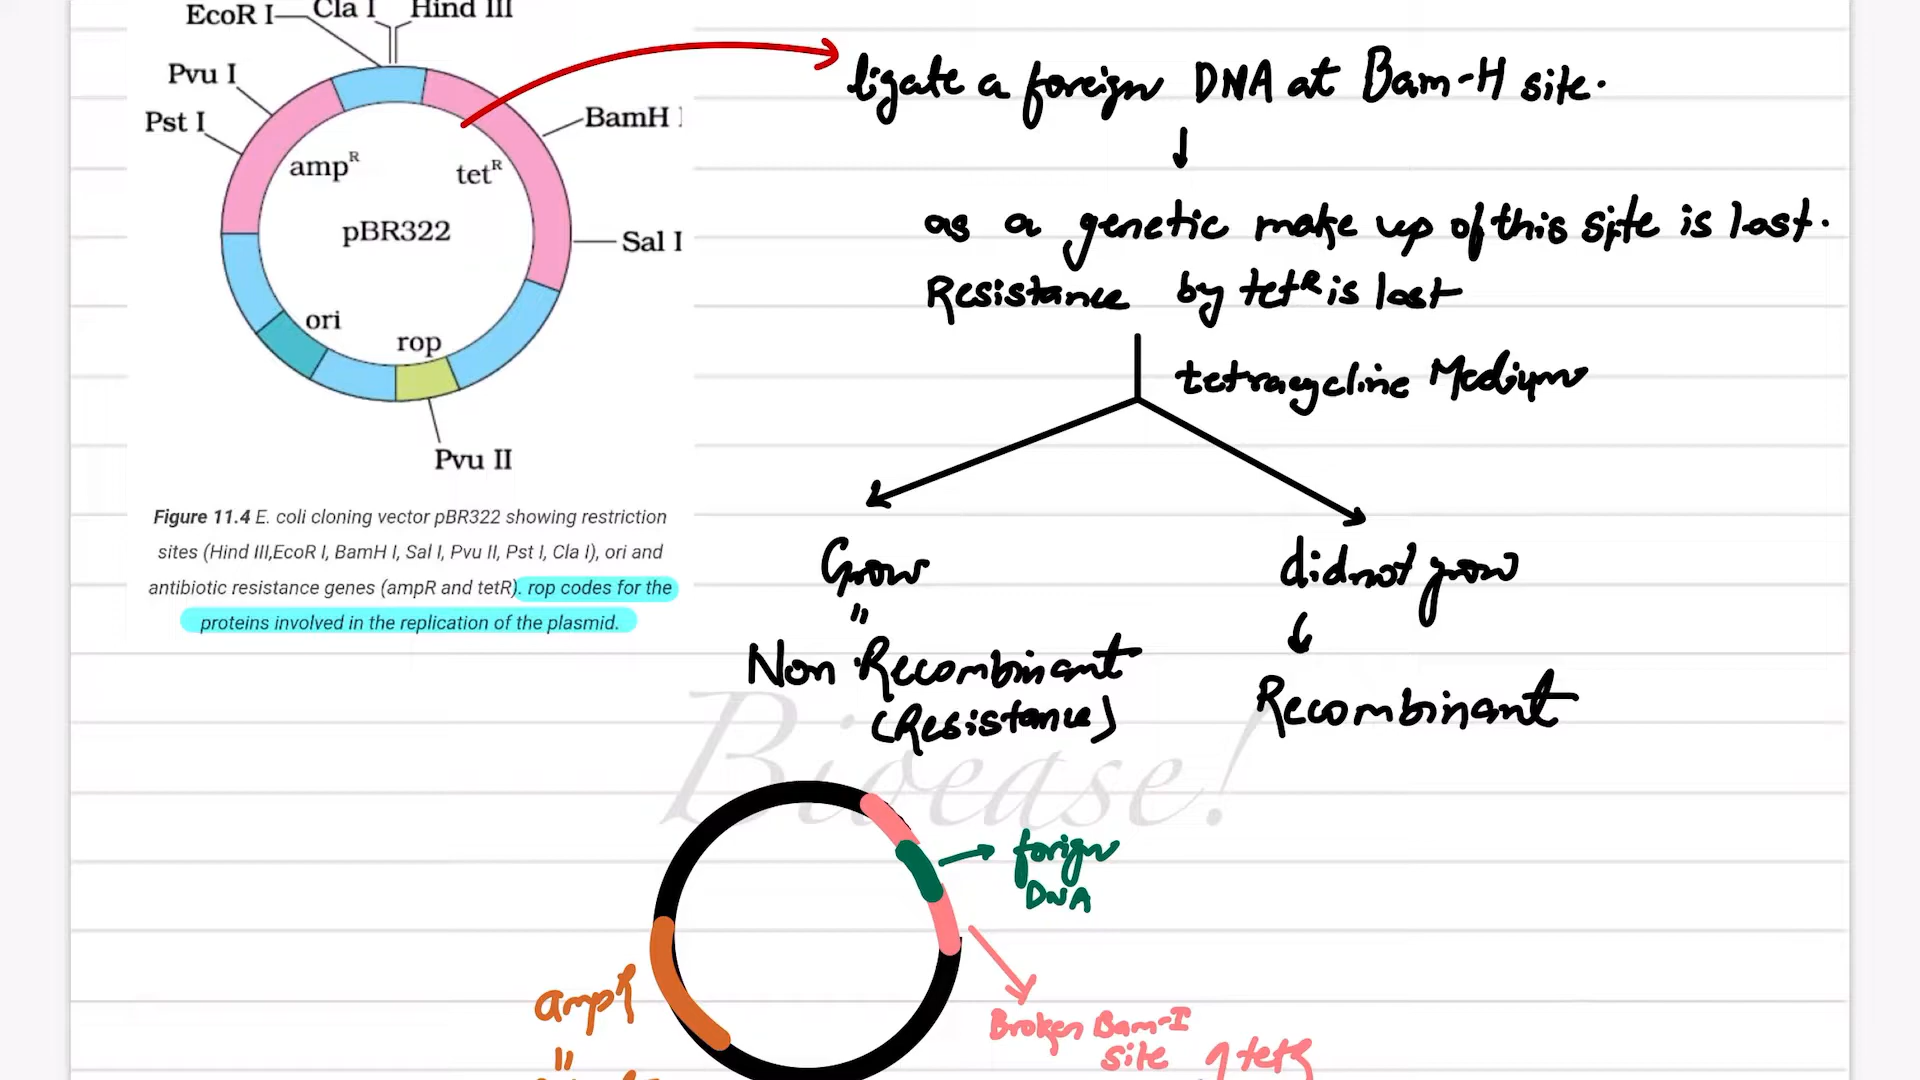 EcoR I
Cla I
Hind III
Pvu I
Pst I
BamH I
Sal I
amp^R
tet^R
pBR322
ori
rop
Pvu II
Figure 11.4 E. coli cloning vector pBR322 showing restriction
sites (Hind III,EcoR I, BamH I, Sal I, Pvu II, Pst I, Cla I), ori and
antibiotic resistance genes (ampR and tetR). rop codes for the
proteins involved in the replication of the plasmid.
ligate a foreign DNA at Bam-H site.
as a genetic make up of this site is lost.
Resistance by tet^R is lost
tetracycline Medium
Grow
did not grow
Non Recombinant
(Resistance)
Recombinant
Bioease!
forign
DNA
amp^R
Broken Bam-I
site